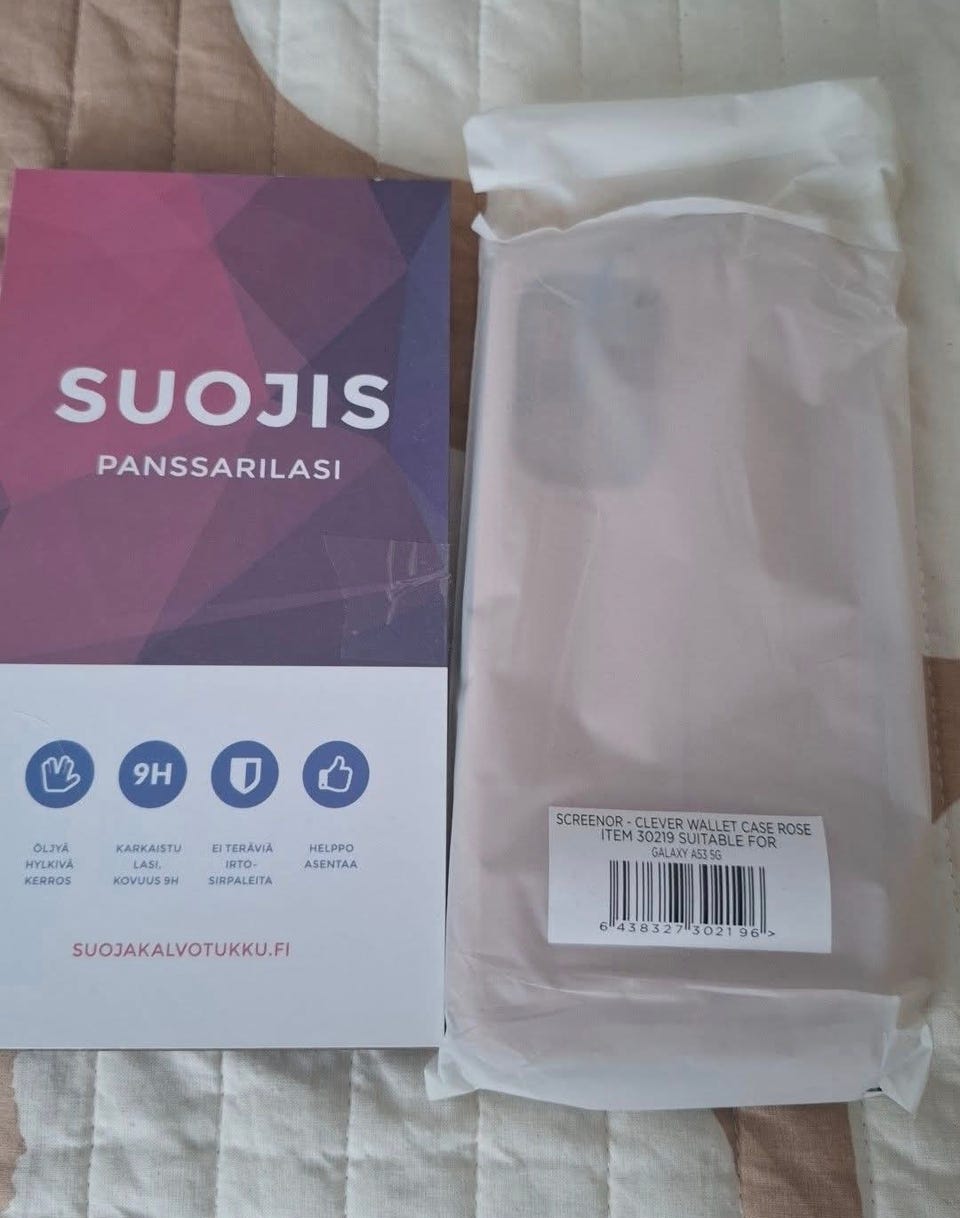 SUOJIS
PANSSARILASI
9H
ÖLJYÄ
HYLKIVÄ
KERROS
KARKAISTU
LASI,
KOVUUS 9H
EI TERÄVIÄ
IRTO-
SIRPALEITA
HELPPO
ASENTAA
SUOJAKALVOTUKKU.FI
SCREENOR - CLEVER WALLET CASE ROSE
ITEM 30219 SUITABLE FOR
GALAXY A53 5G
6 438327 302196 >